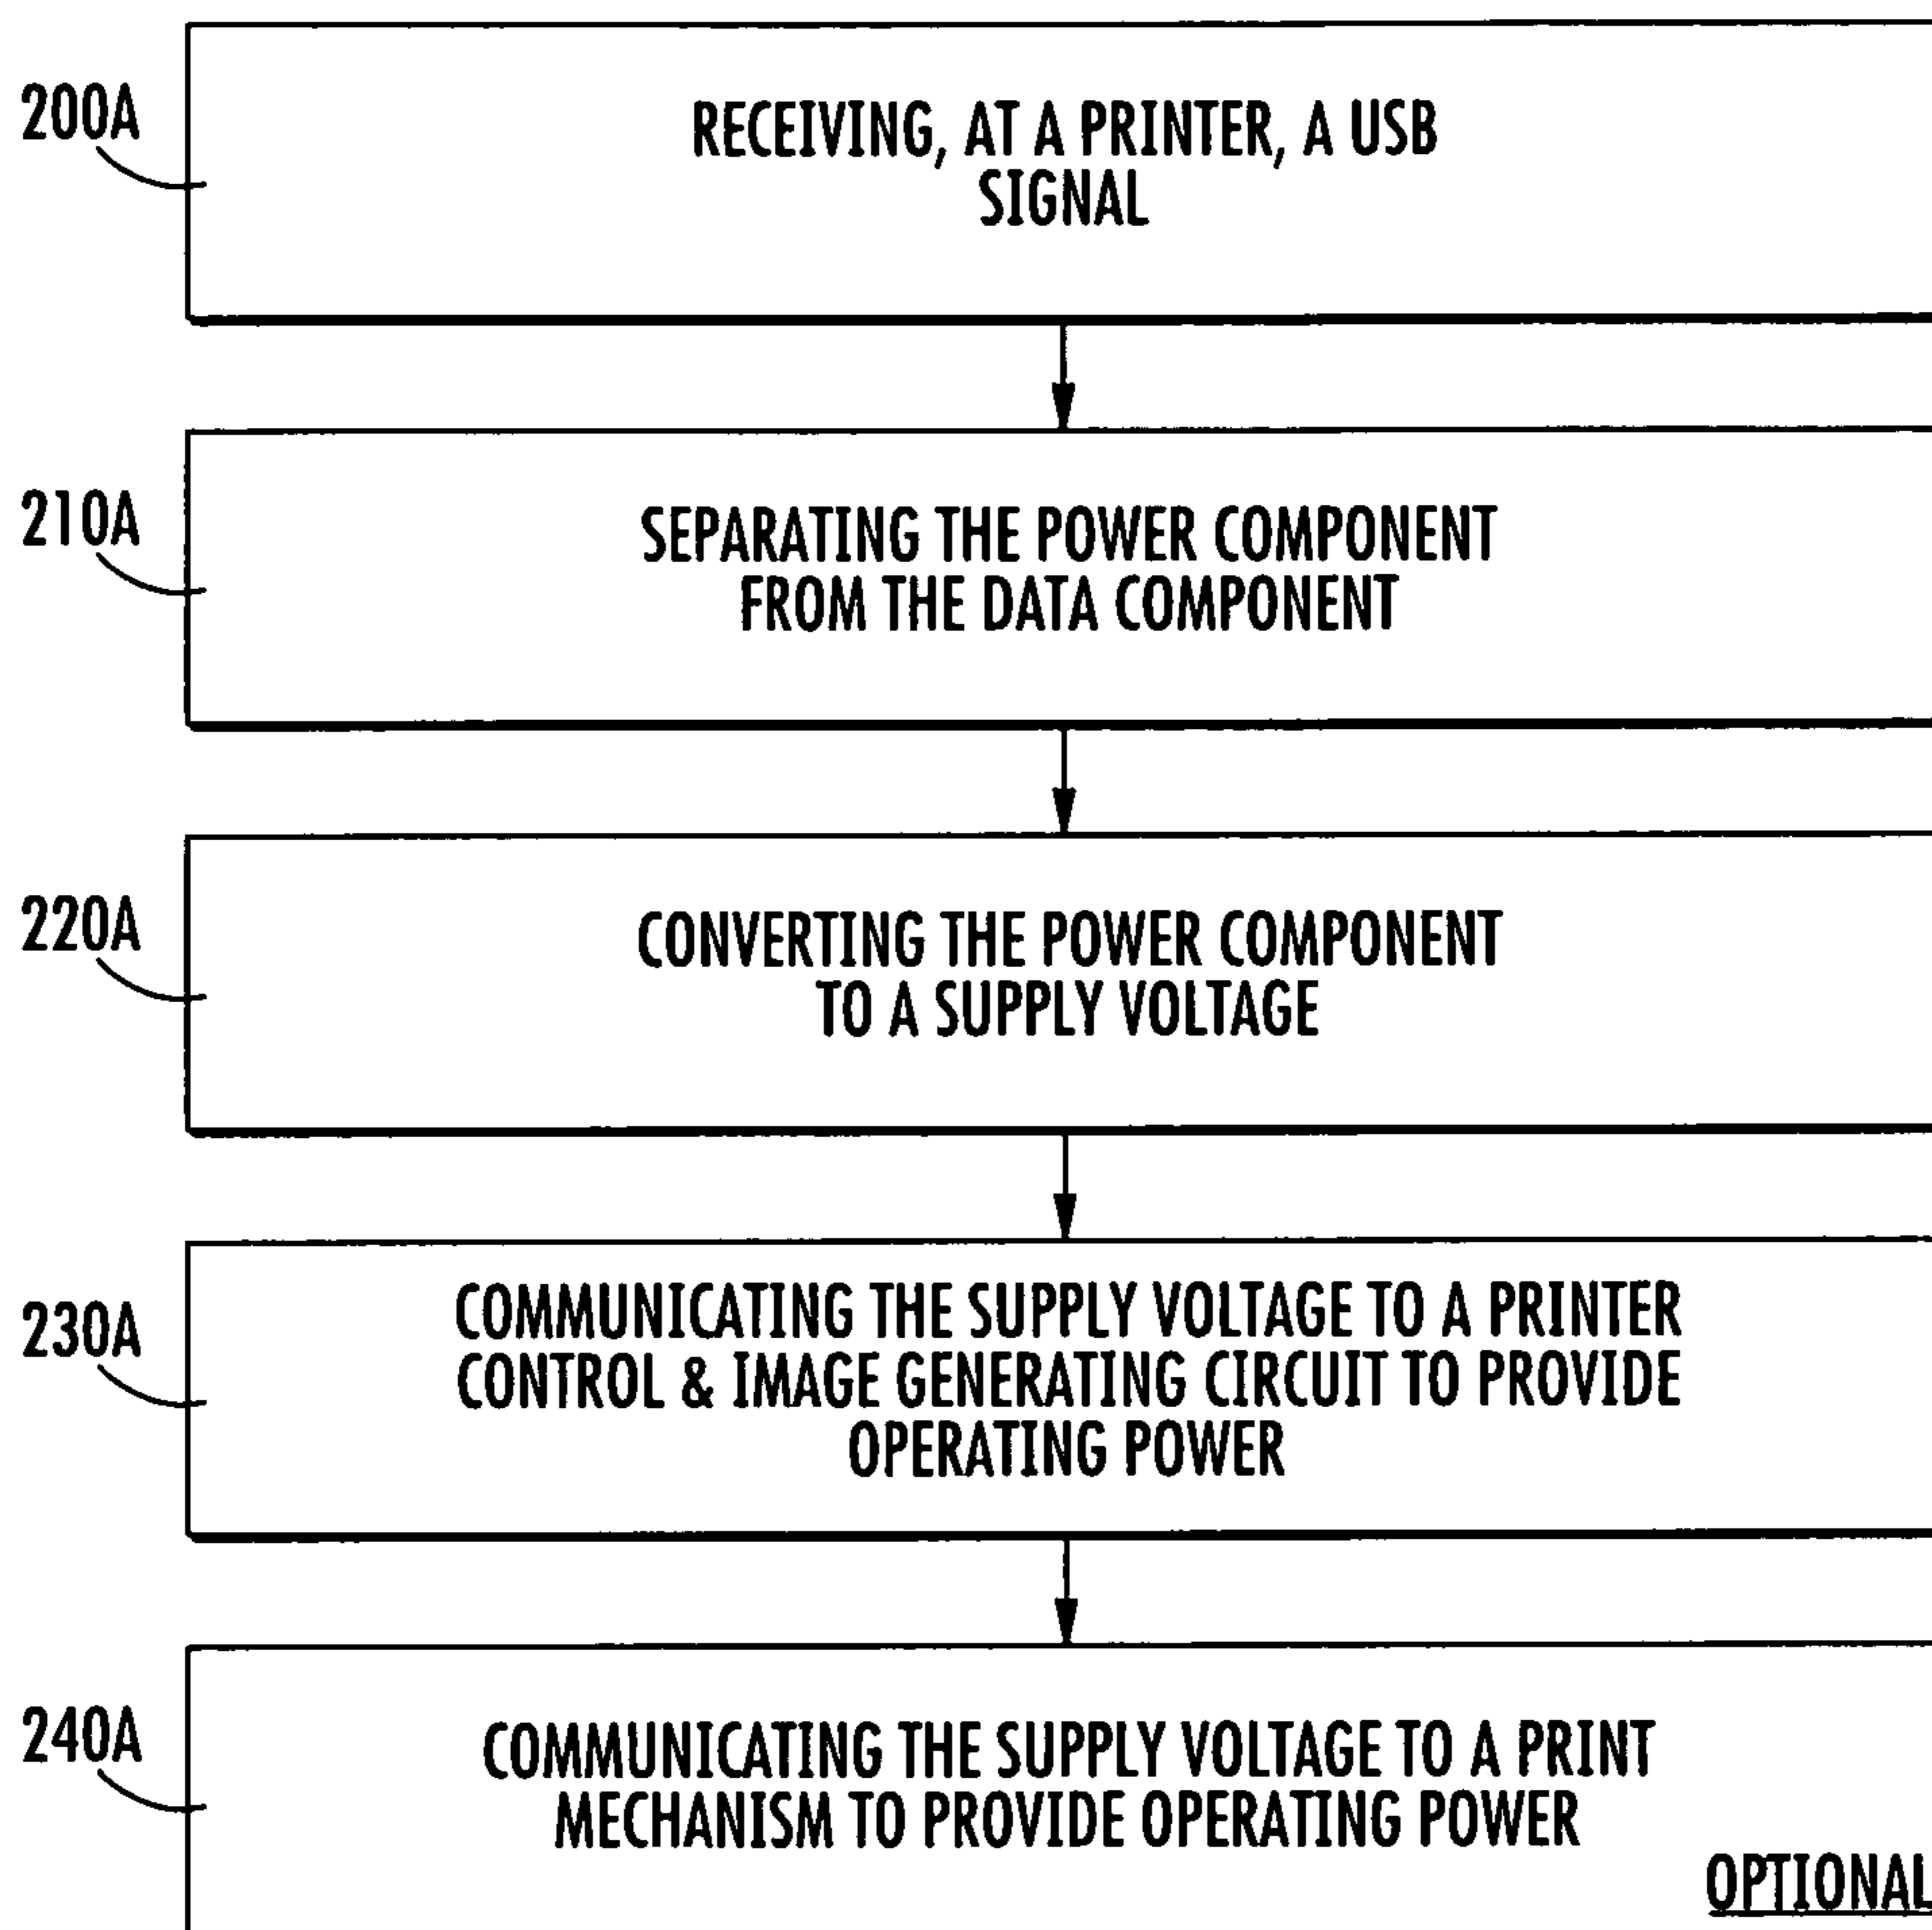 200A
RECEIVING, AT A PRINTER, A USB
SIGNAL
210A
SEPARATING THE POWER COMPONENT
FROM THE DATA COMPONENT
220A
CONVERTING THE POWER COMPONENT
TO A SUPPLY VOLTAGE
230A
COMMUNICATING THE SUPPLY VOLTAGE TO A PRINTER
CONTROL & IMAGE GENERATING CIRCUIT TO PROVIDE
OPERATING POWER
240A
COMMUNICATING THE SUPPLY VOLTAGE TO A PRINT
MECHANISM TO PROVIDE OPERATING POWER
OPTIONAL